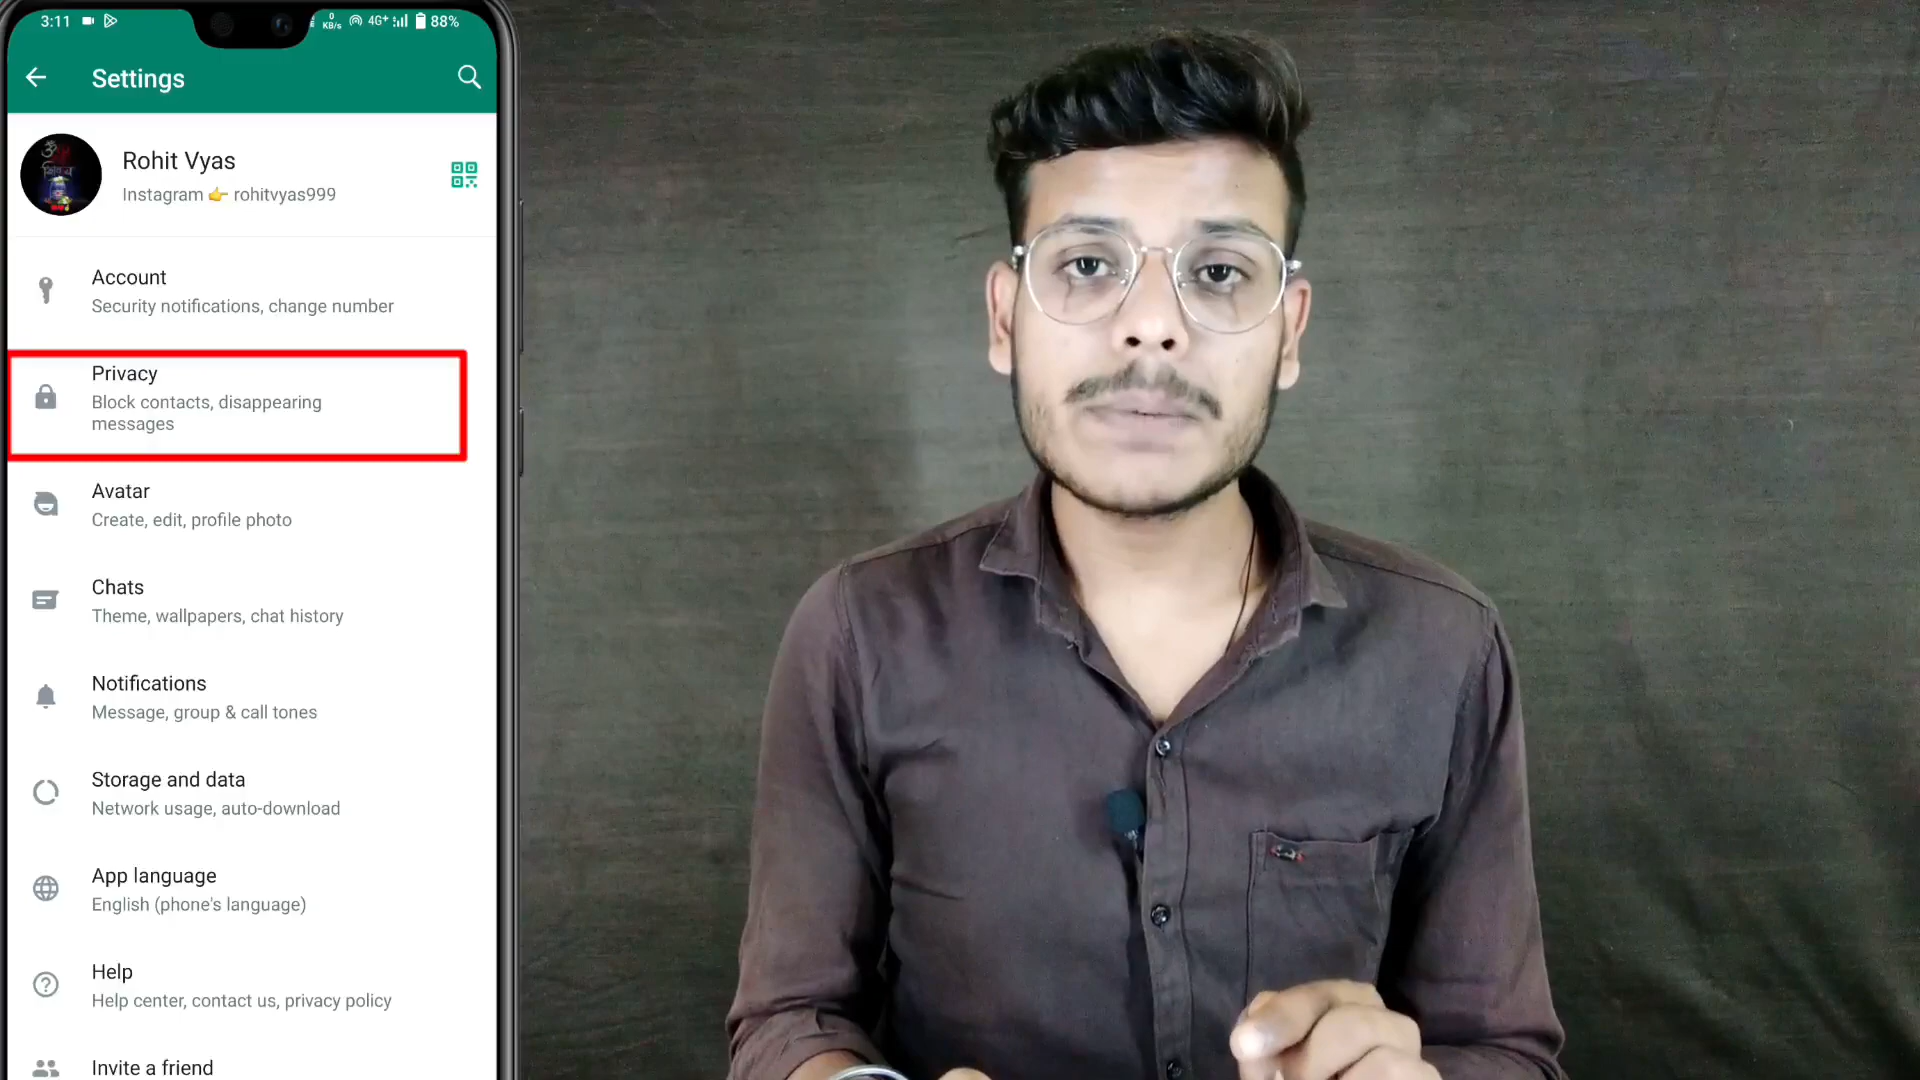 3:11
0
KB/s
4G+
88%
Settings
Rohit Vyas
Instagram 👉 rohitvyas999
Account
Security notifications, change number
Privacy
Block contacts, disappearing
messages
Avatar
Create, edit, profile photo
Chats
Theme, wallpapers, chat history
Notifications
Message, group & call tones
Storage and data
Network usage, auto-download
App language
English (phone's language)
Help
Help center, contact us, privacy policy
Invite a friend